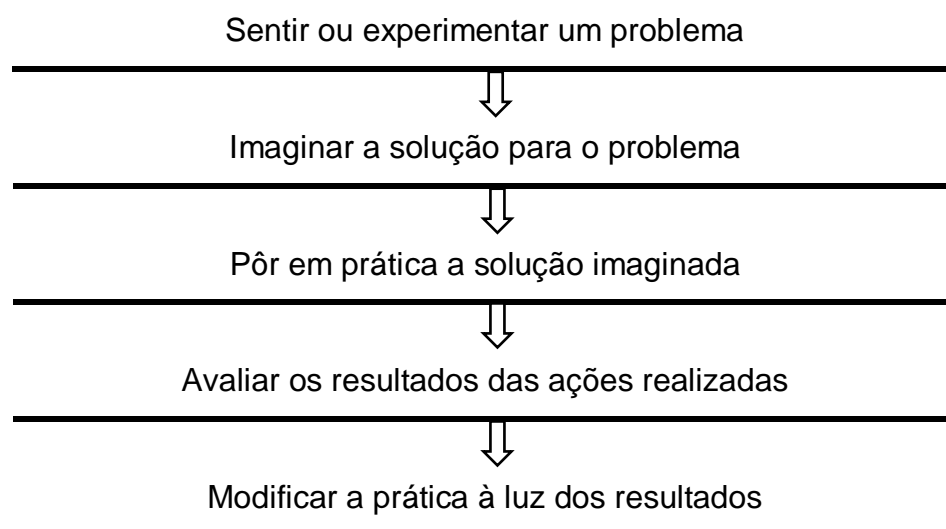 Sentir ou experimentar um problema
Imaginar a solução para o problema
Pôr em prática a solução imaginada
Avaliar os resultados das ações realizadas
Modificar a prática à luz dos resultados